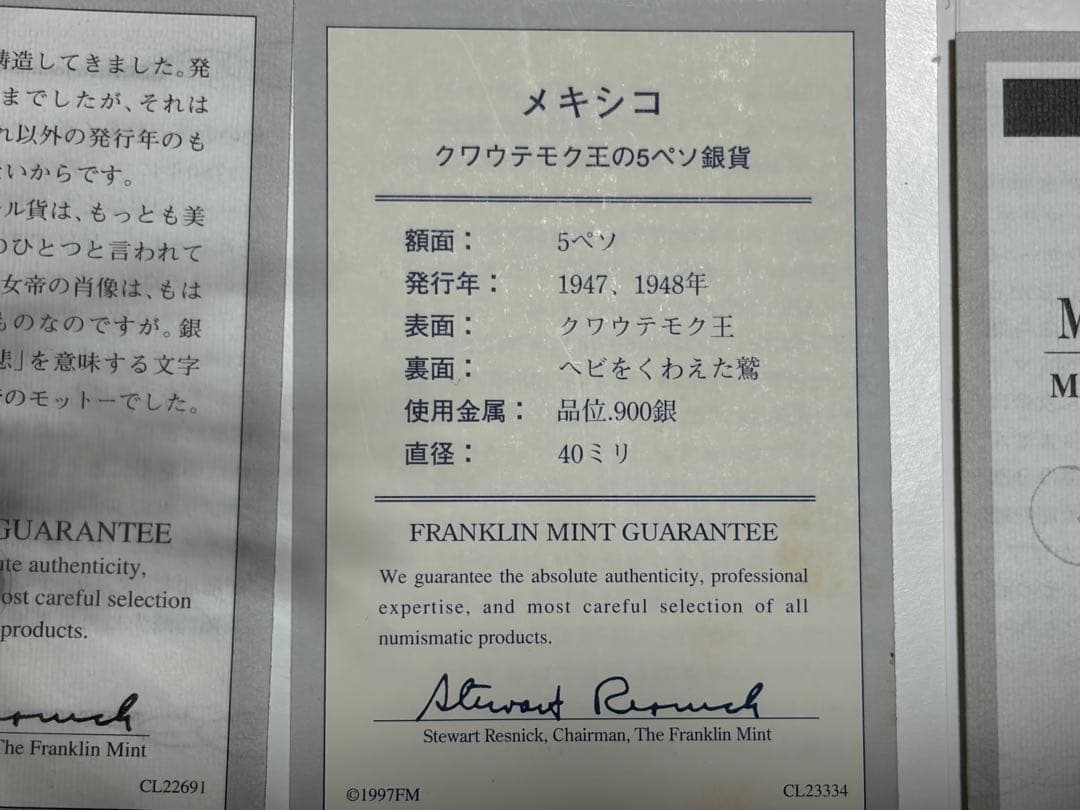 鋳造してきました。発
までしたが、それは
れ以外の発行年のも
いからです。
ル貨は、もっとも美
のひとつと言われて
女帝の肖像は、もは
ものなのですが。銀
悲」を意味する文字
のモットーでした。
GUARANTEE
authenticity,
ost careful selection
products.
The Franklin Mint
CL22691
メキシコ
クワウテモク王の5ペソ銀貨
額面： 5ペソ
発行年： 1947、1948年
表面： クワウテモク王
裏面： ヘビをくわえた鷲
使用金属： 品位.900銀
直径： 40ミリ
FRANKLIN MINT GUARANTEE
We guarantee the absolute authenticity, professional
expertise, and most careful selection of all
numismatic products.
Stewart Resnick
Stewart Resnick, Chairman, The Franklin Mint
©1997FM CL23334
M
M